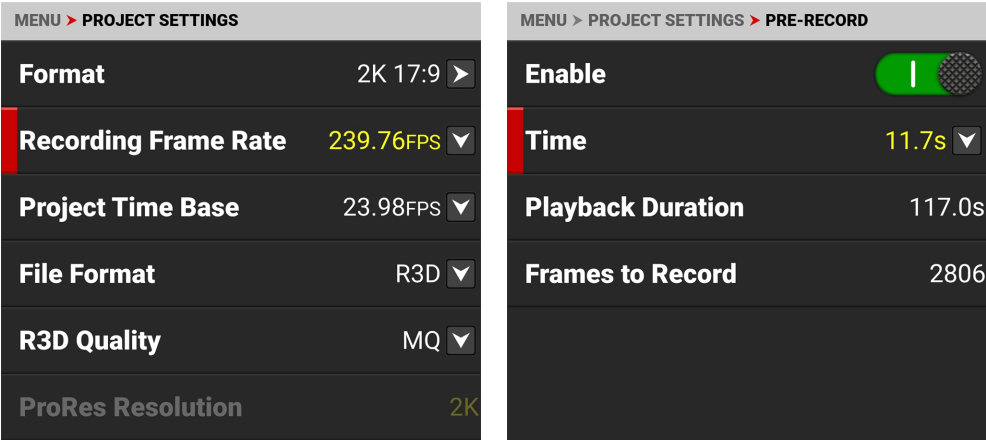 MENU > PROJECT SETTINGS
Format 2K 17:9
Recording Frame Rate 239.76FPS
Project Time Base 23.98FPS
File Format R3D
R3D Quality MQ
ProRes Resolution 2K
MENU > PROJECT SETTINGS > PRE-RECORD
Enable
Time 11.7s
Playback Duration 117.0s
Frames to Record 2806